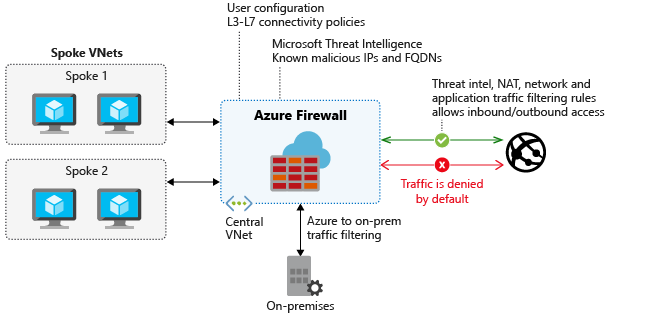 User configuration
L3-L7 connectivity policies
Microsoft Threat Intelligence
Known malicious IPs and FQDNs
Spoke VNets
Spoke 1
Spoke 2
Azure Firewall
Central
VNet
Threat intel, NAT, network and
application traffic filtering rules
allows inbound/outbound access
Traffic is denied
by default
Azure to on-prem
traffic filtering
On-premises